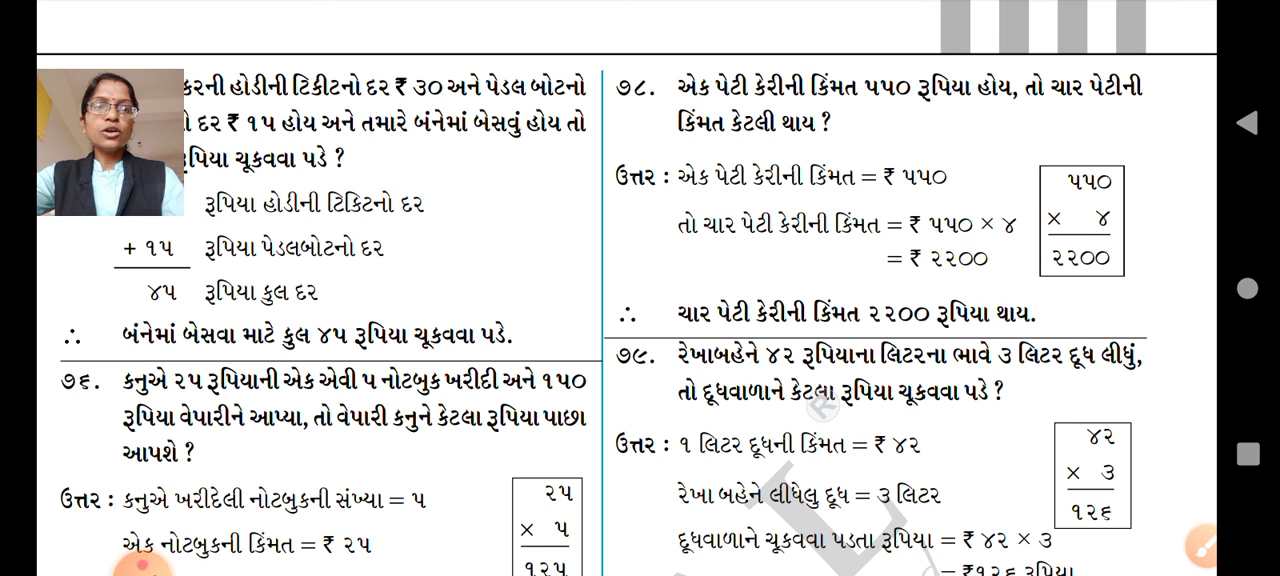 કરની હોડીની ટિકીટનો દર ₹ ૩૦ અને પેડલ બોટનો
દર ₹ ૧૫ હોય અને તમારે બંનેમાં બેસવું હોય તો
રૂપિયા ચૂકવવા પડે ?
રૂપિયા હોડીની ટિકિટનો દર
+ ૧૫ રૂપિયા પેડલબોટનો દર
૪૫ રૂપિયા કુલ દર
∴ બંનેમાં બેસવા માટે કુલ ૪૫ રૂપિયા ચૂકવવા પડે.
૭૬. કનુએ ૨૫ રૂપિયાની એક એવી ૫ નોટબુક ખરીદી અને ૧૫૦
રૂપિયા વેપારીને આપ્યા, તો વેપારી કનુને કેટલા રૂપિયા પાછા
આપશે ?
ઉત્તર : કનુએ ખરીદેલી નોટબુકની સંખ્યા = ૫
એક નોટબુકની કિંમત = ₹ ૨૫
૨૫
× ૫
૧૨૫
૭૮. એક પેટી કેરીની કિંમત ૫૫૦ રૂપિયા હોય, તો ચાર પેટીની
કિંમત કેટલી થાય ?
ઉત્તર : એક પેટી કેરીની કિંમત = ₹ ૫૫૦
તો ચાર પેટી કેરીની કિંમત = ₹ ૫૫૦ × ૪
= ₹ ૨૨૦૦
૫૫૦
× ૪
૨૨૦૦
∴ ચાર પેટી કેરીની કિંમત ૨૨૦૦ રૂપિયા થાય.
૭૯. રેખાબહેને ૪૨ રૂપિયાના લિટરના ભાવે ૩ લિટર દૂધ લીધું,
તો દૂધવાળાને કેટલા રૂપિયા ચૂકવવા પડે ?
ઉત્તર : ૧ લિટર દૂધની કિંમત = ₹ ૪૨
રેખા બહેને લીધેલુ દૂધ = ૩ લિટર
દૂધવાળાને ચૂકવવા પડતા રૂપિયા = ₹ ૪૨ × ૩
= ₹૧૨૬ રૂપિયા
૪૨
× ૩
૧૨૬